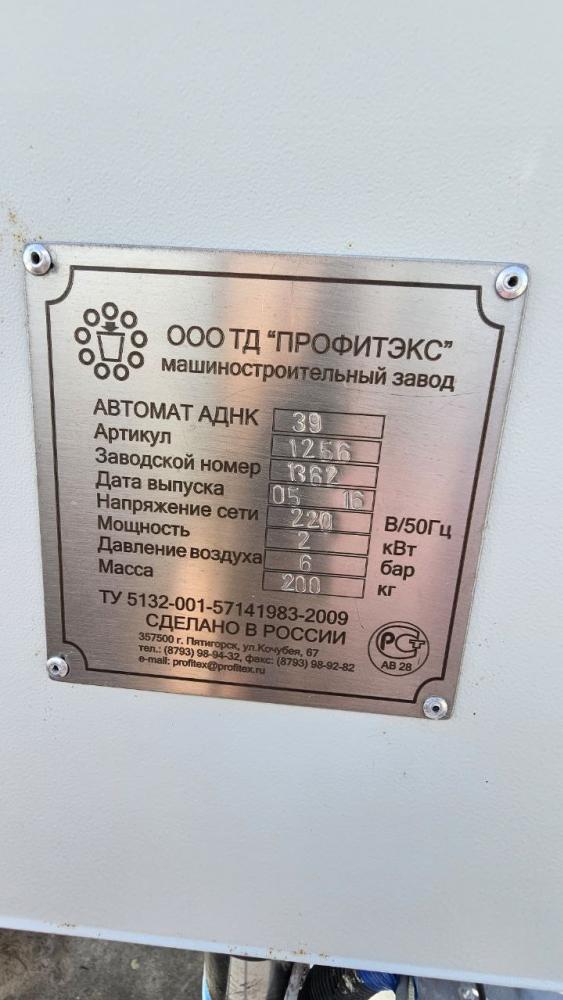 ООО ТД "ПРОФИТЭКС"
машиностроительный завод
АВТОМАТ АДНК 39
Артикул 1256
Заводской номер 1362
Дата выпуска 05 16
Напряжение сети 220 В/50Гц
Мощность 2 кВт
Давление воздуха 6 бар
Масса 200 кг
ТУ 5132-001-57141983-2009
СДЕЛАНО В РОССИИ
357500 г. Пятигорск, ул.Кочубея, 67
тел.: (8793) 98-94-32, факс: (8793) 98-92-82
e-mail: profitex@profitex.ru
РСТ
АВ 28